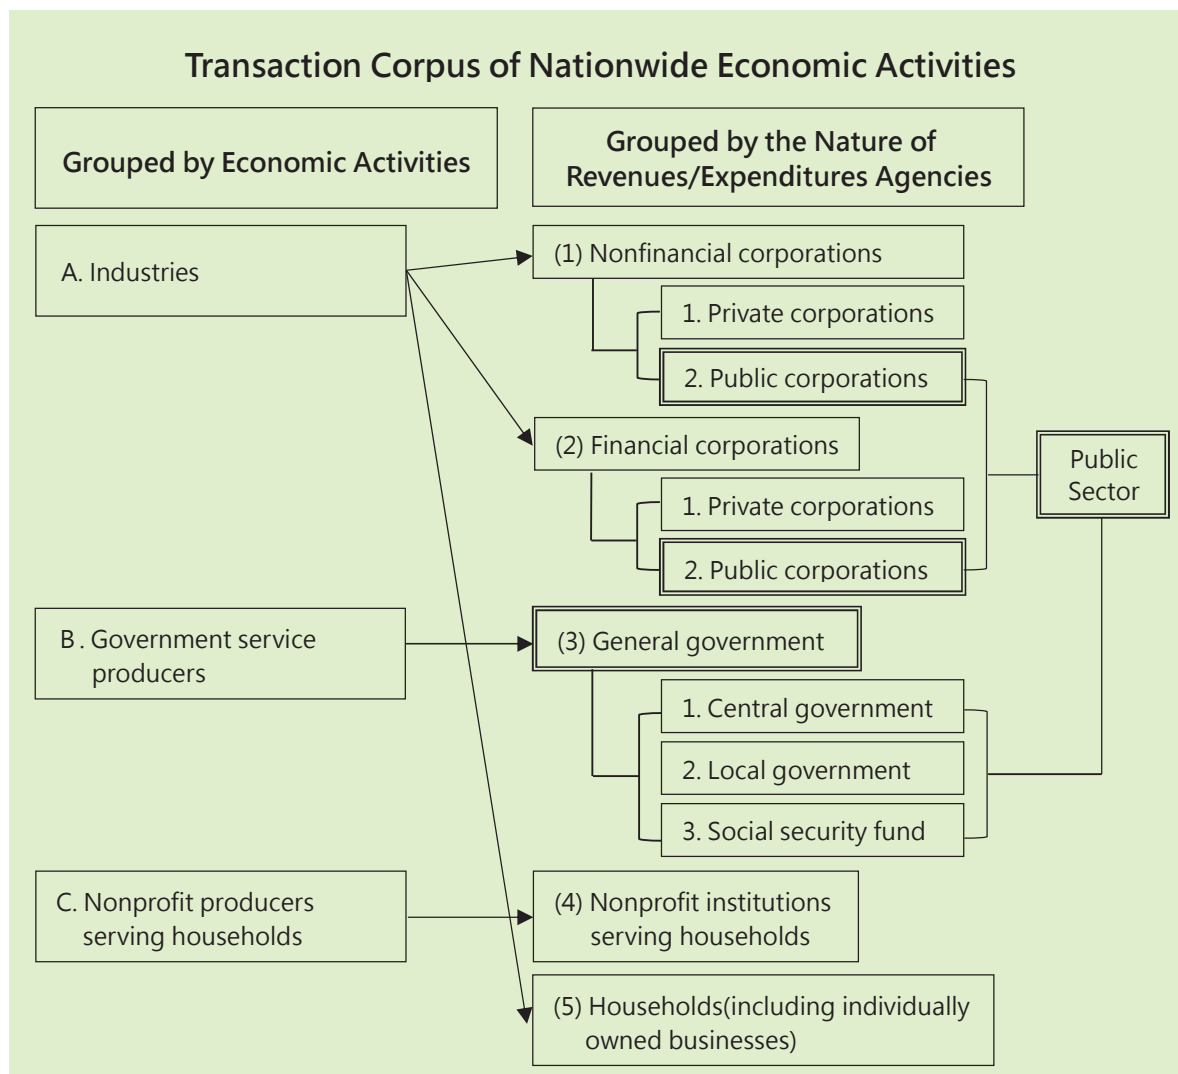 Transaction Corpus of Nationwide Economic Activities
Grouped by Economic Activities
Grouped by the Nature of
Revenues/Expenditures Agencies
A. Industries
(1) Nonfinancial corporations
1. Private corporations
2. Public corporations
(2) Financial corporations
1. Private corporations
2. Public corporations
Public
Sector
B . Government service
producers
(3) General government
1. Central government
2. Local government
3. Social security fund
C. Nonprofit producers
serving households
(4) Nonprofit institutions
serving households
(5) Households(including individually
owned businesses)